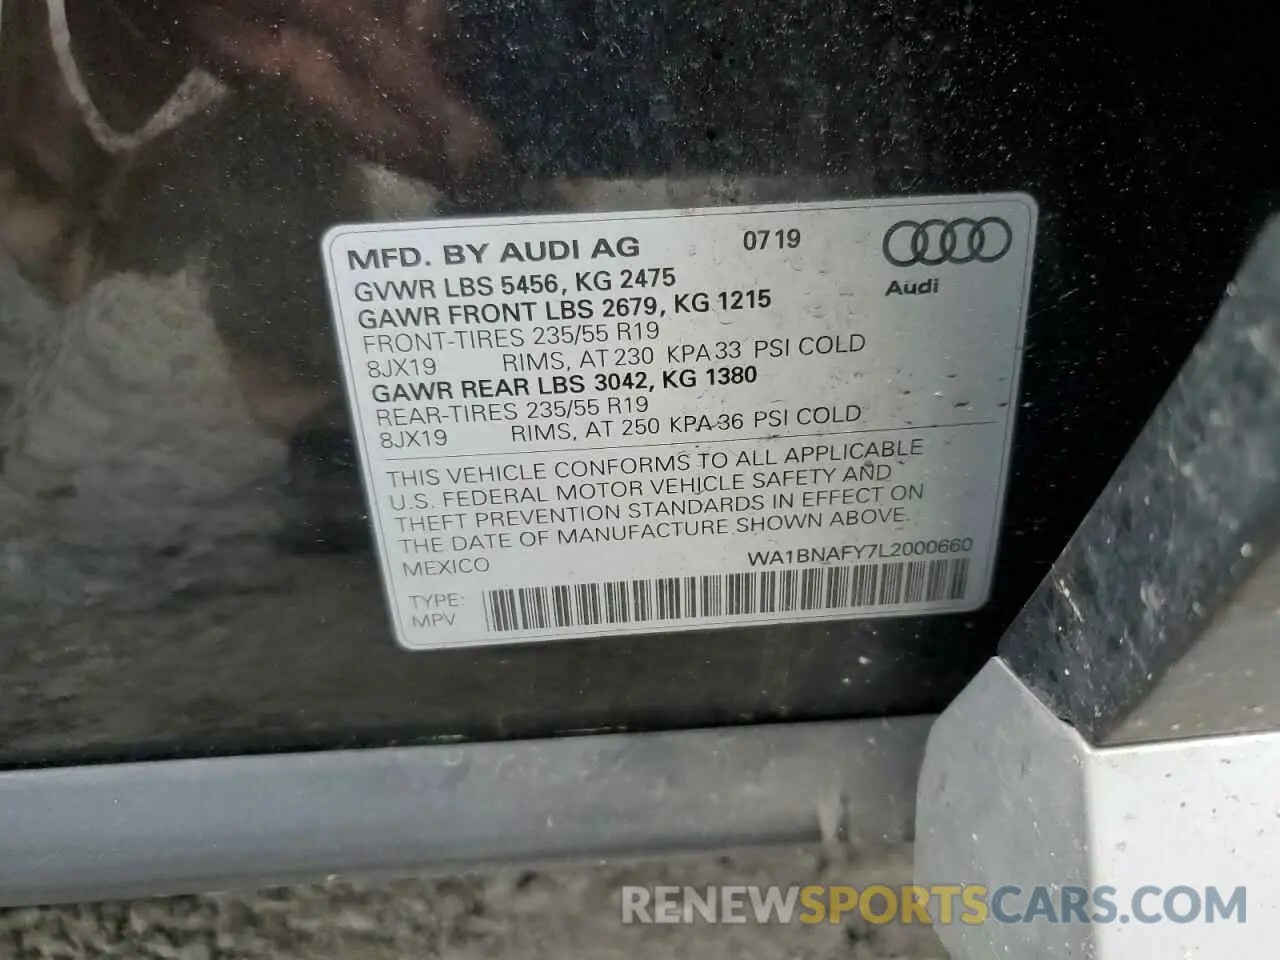 MFD. BY AUDI AG 0719
Audi
GVWR LBS 5456, KG 2475
GAWR FRONT LBS 2679, KG 1215
FRONT-TIRES 235/55 R19
8JX19 RIMS, AT 230 KPA 33 PSI COLD
GAWR REAR LBS 3042, KG 1380
REAR-TIRES 235/55 R19
8JX19 RIMS, AT 250 KPA 36 PSI COLD
THIS VEHICLE CONFORMS TO ALL APPLICABLE
U.S. FEDERAL MOTOR VEHICLE SAFETY AND
THEFT PREVENTION STANDARDS IN EFFECT ON
THE DATE OF MANUFACTURE SHOWN ABOVE.
MEXICO WA1BNAFY7L2000660
TYPE:
MPV
RENEWSPORTSCARS.COM